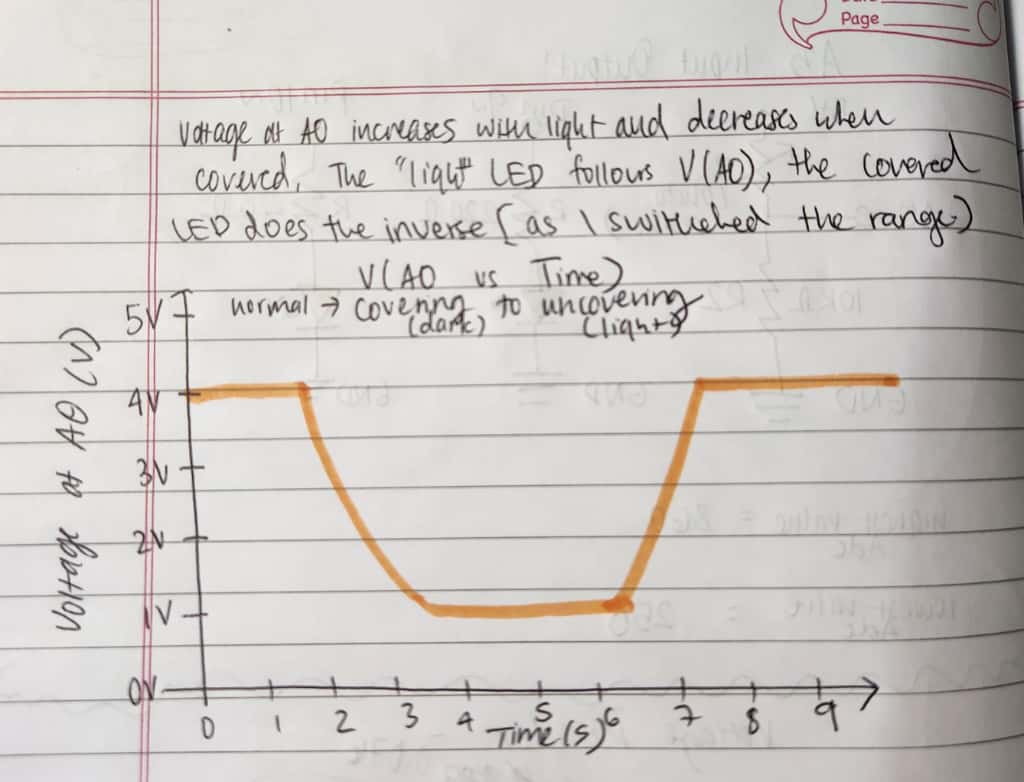 Page
Voltage at A0 increases with light and decreases when
covered, The "light" LED follows V(A0), the covered
LED does the inverse (as I switched the range)
V(A0 vs Time)
normal → covering to uncovering
(dark) (light)
Voltage at A0 (V)
5V
4V
3V
2V
1V
0V
0 1 2 3 4 5 6 7 8 9
Time (s)